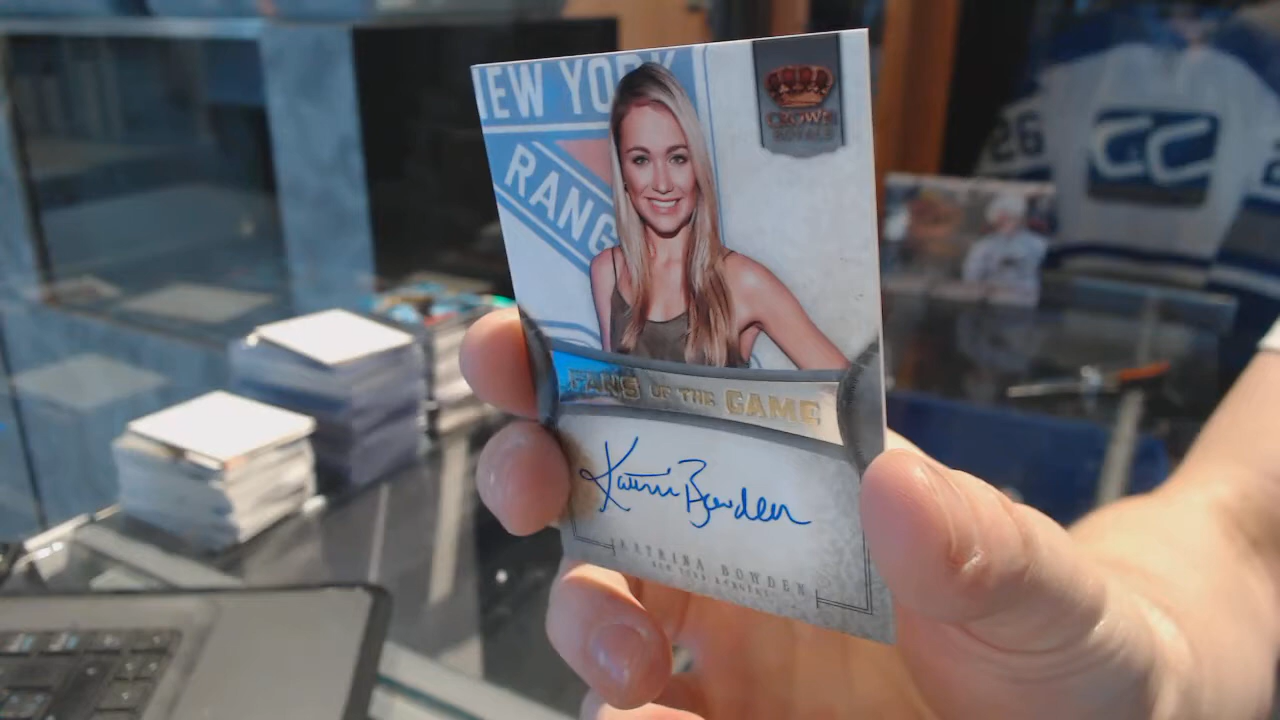 NEW YORK
RANG
CROWN
ROYALE
26
CC
FANS OF THE GAME
Katrina Bowden
KATRINA BOWDEN
NEW YORK RANGERS